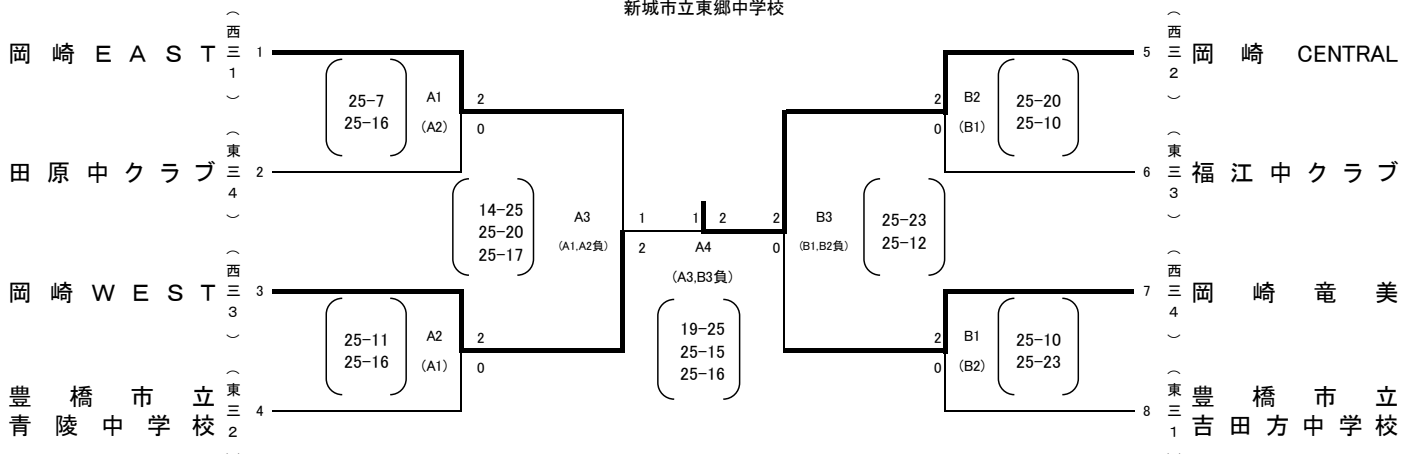 新城市立東郷中学校
岡崎EAST (西三1) 1
25-7
25-16
A1
(A2)
2
0
田原中クラブ (東三4) 2
14-25
25-20
25-17
A3
(A1,A2負)
1
2
岡崎WEST (西三3) 3
25-11
25-16
A2
(A1)
2
0
豊橋市立
青陵中学校 (東三2) 4
1 2
A4
(A3,B3負)
19-25
25-15
25-16
5 (西三2) 岡崎 CENTRAL
2
0
B2
(B1)
25-20
25-10
6 (東三3) 福江中クラブ
2
0
B3
(B1,B2負)
25-23
25-12
7 (西三4) 岡崎竜美
2
0
B1
(B2)
25-10
25-23
8 (東三1) 豊橋市立
吉田方中学校